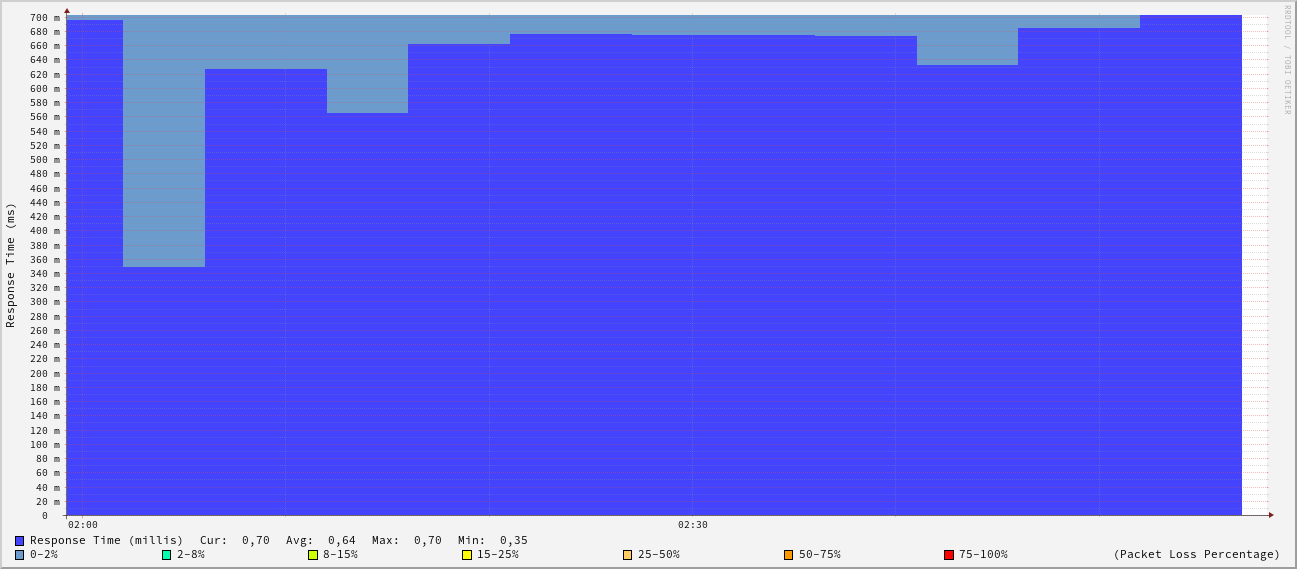 RRDTOOL / TOBI OETIKER
Response Time (ms)
700 m
680 m
660 m
640 m
620 m
600 m
580 m
560 m
540 m
520 m
500 m
480 m
460 m
440 m
420 m
400 m
380 m
360 m
340 m
320 m
300 m
280 m
260 m
240 m
220 m
200 m
180 m
160 m
140 m
120 m
100 m
80 m
60 m
40 m
20 m
0
02:00 02:30
Response Time (millis) Cur: 0,70 Avg: 0,64 Max: 0,70 Min: 0,35
0-2% 2-8% 8-15% 15-25% 25-50% 50-75% 75-100% (Packet Loss Percentage)